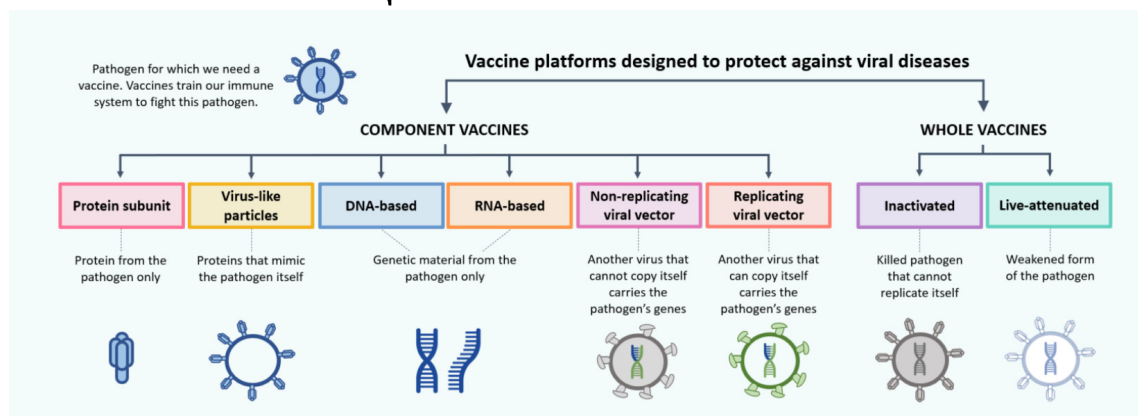 Vaccine platforms designed to protect against viral diseases
Pathogen for which we need a
vaccine. Vaccines train our immune
system to fight this pathogen.
COMPONENT VACCINES
WHOLE VACCINES
Protein subunit
Virus-like
particles
DNA-based
RNA-based
Non-replicating
viral vector
Replicating
viral vector
Inactivated
Live-attenuated
Protein from the
pathogen only
Proteins that mimic
the pathogen itself
Genetic material from the
pathogen only
Another virus that
cannot copy itself
carries the
pathogen's genes
Another virus that
can copy itself
carries the
pathogen's genes
Killed pathogen
that cannot
replicate itself
Weakened form
of the pathogen